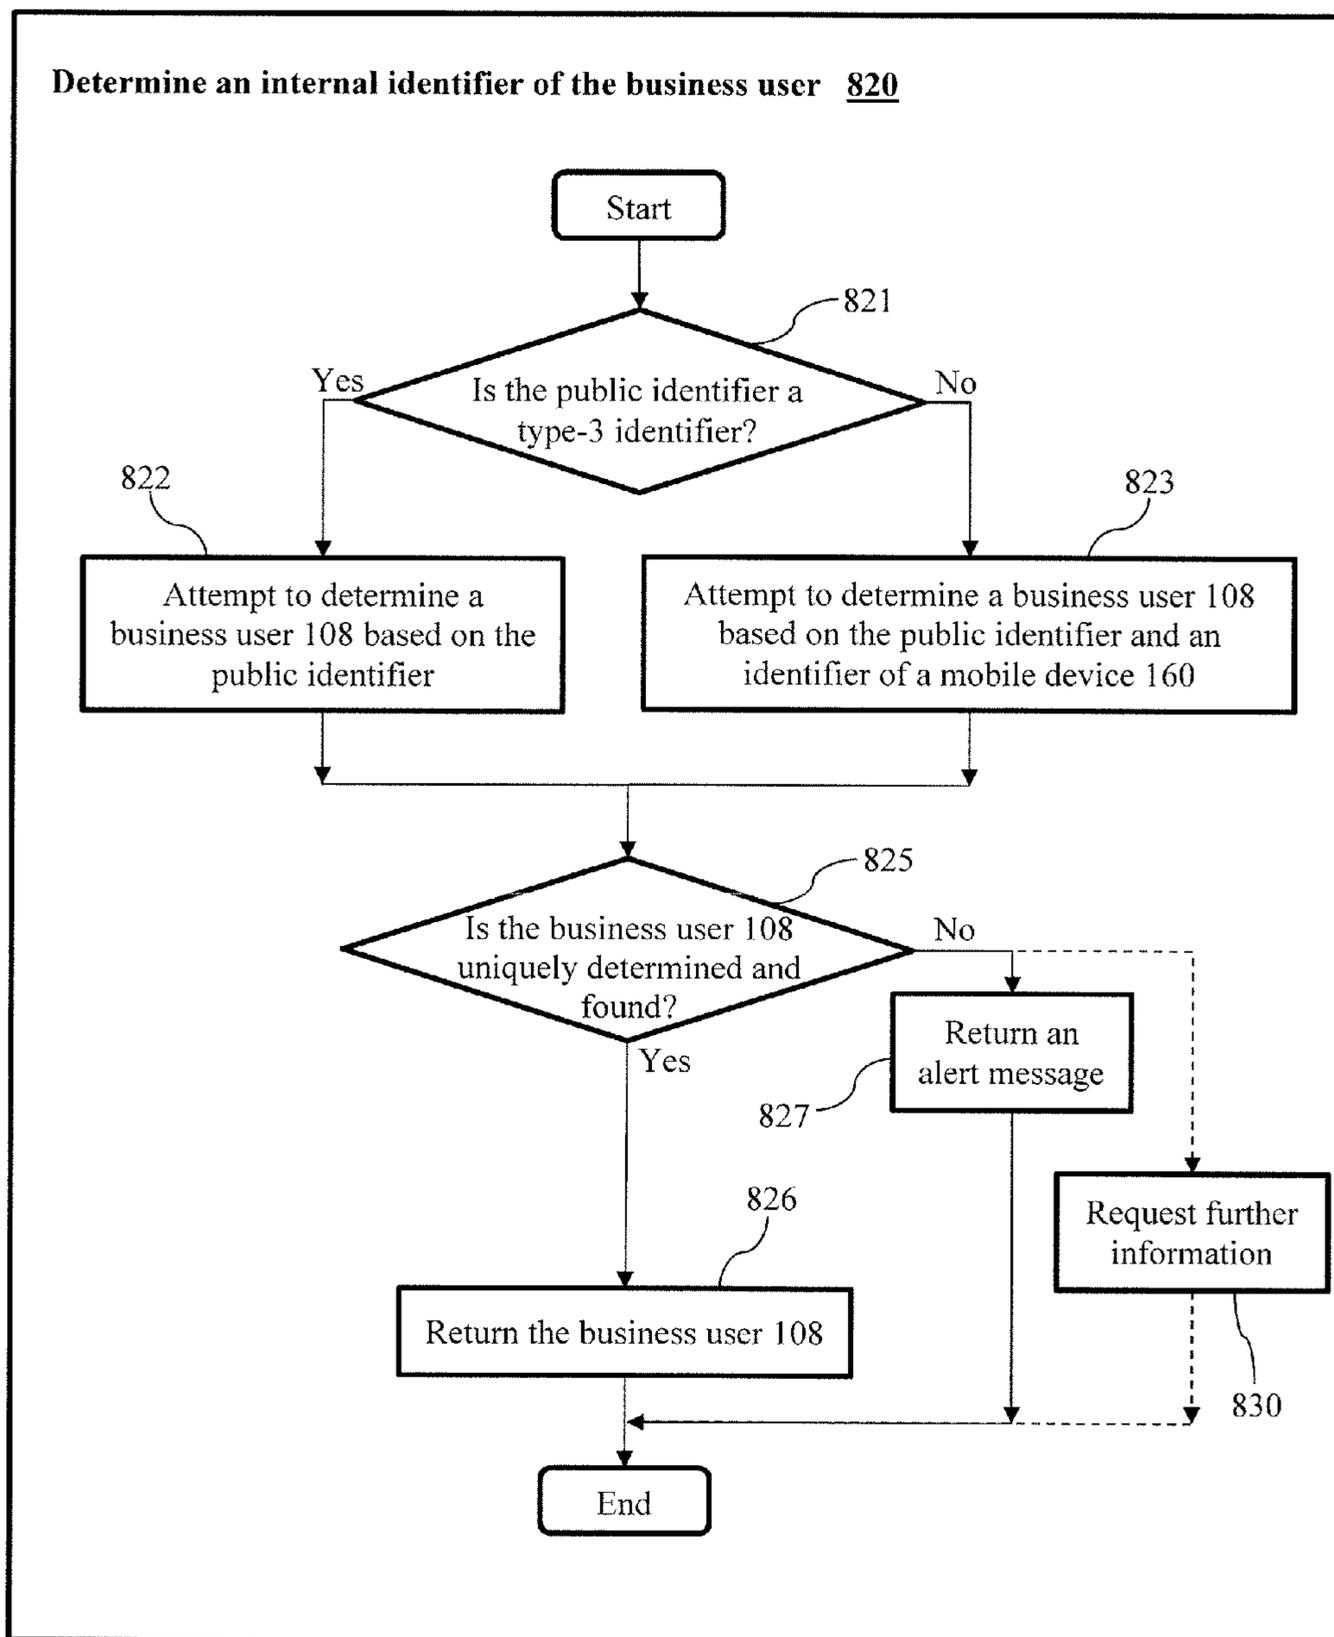 Determine an internal identifier of the business user 820
Start
821
Yes
No
Is the public identifier a
type-3 identifier?
822
823
Attempt to determine a
business user 108 based on the
public identifier
Attempt to determine a business user 108
based on the public identifier and an
identifier of a mobile device 160
825
Is the business user 108
uniquely determined and
found?
No
Yes
Return an
alert message
827
826
Request further
information
Return the business user 108
830
End